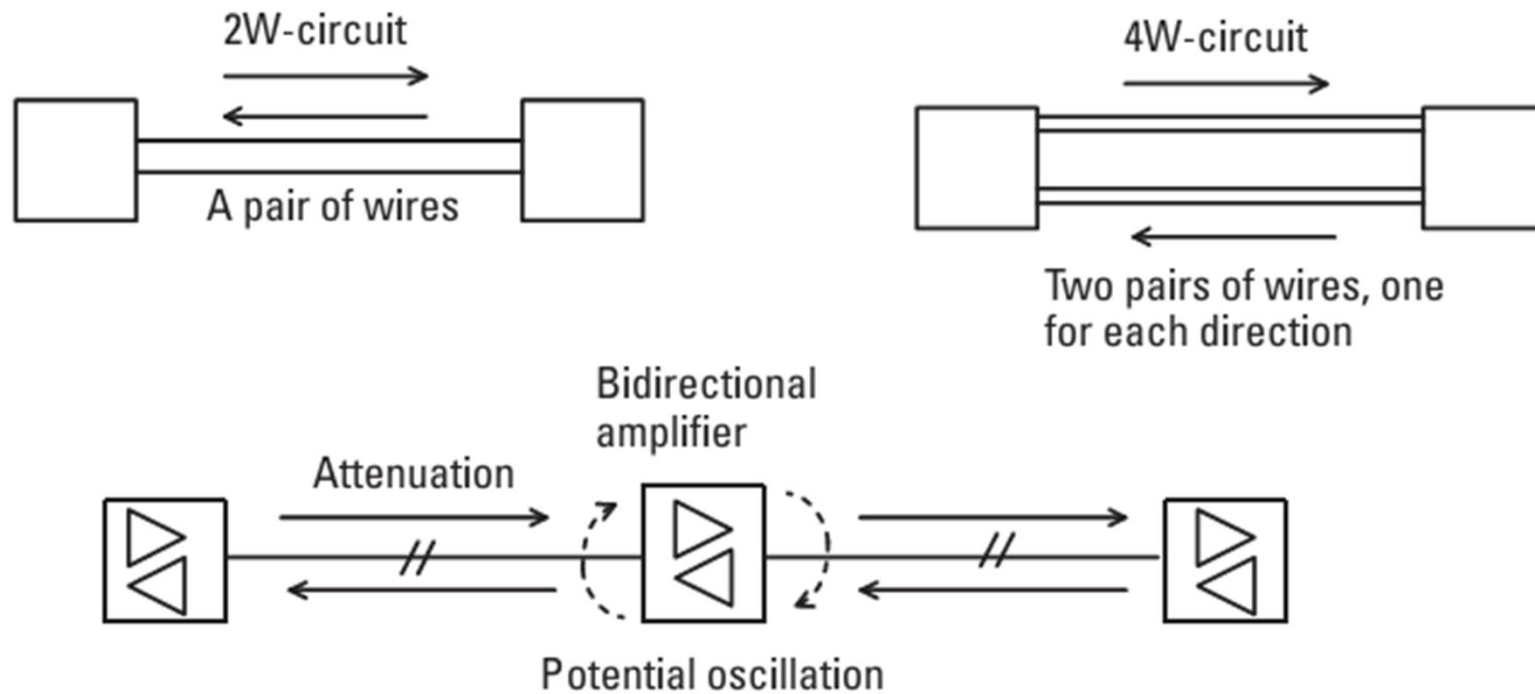 2W-circuit
A pair of wires
4W-circuit
Two pairs of wires, one
for each direction
Bidirectional
amplifier
Attenuation
Potential oscillation